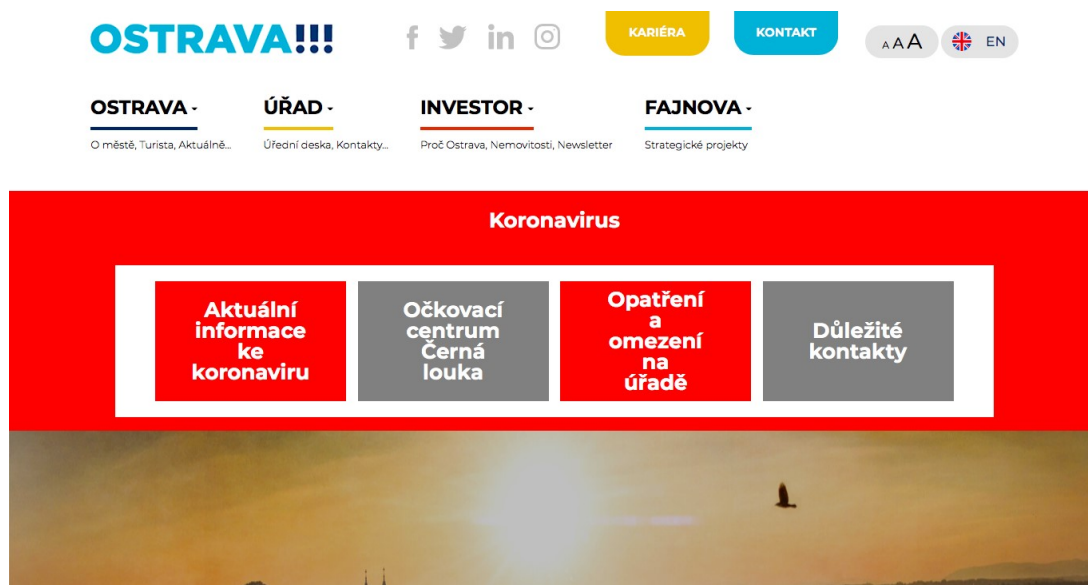 OSTRAVA!!!
f in
KARIÉRA
KONTAKT
A A A
EN
OSTRAVA
ÚŘAD
INVESTOR
FAJNOVA
O městě, Turista, Aktuálně...
Úřední deska, Kontakty...
Proč Ostrava, Nemovitosti, Newsletter
Strategické projekty
Koronavirus
Aktuální
informace
ke
koronaviru
Očkovací
centrum
Černá
louka
Opatření
a
omezení
na
úřadě
Důležité
kontakty